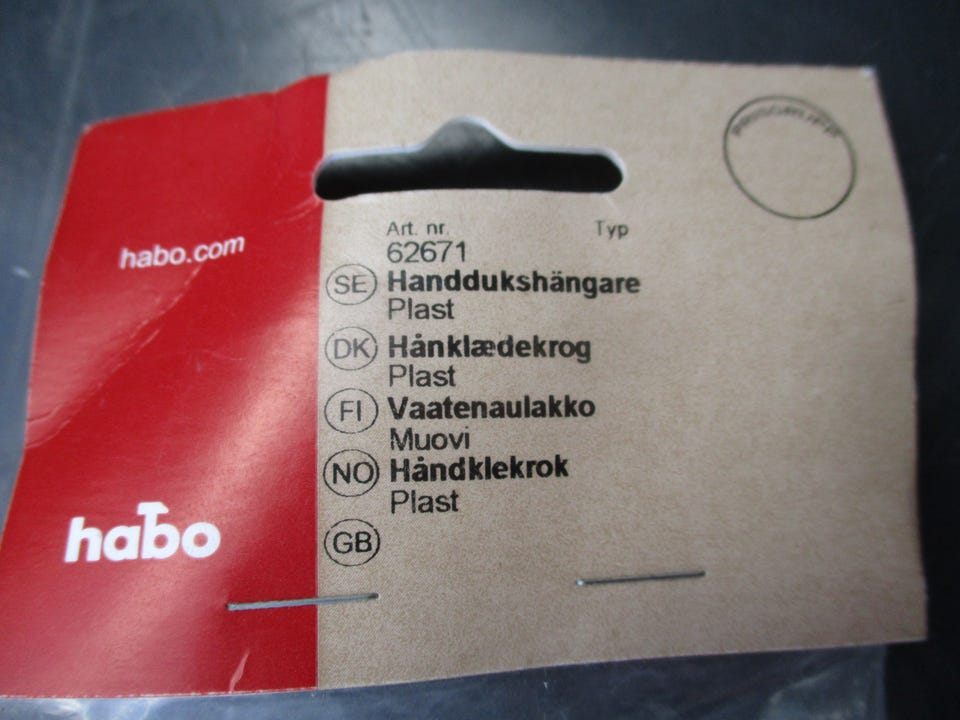 habo.com
habo
Art. nr. Typ
62671
SE Handdukshängare
Plast
DK Hånklædekrog
Plast
FI Vaatenaulakko
Muovi
NO Håndklekrok
Plast
GB